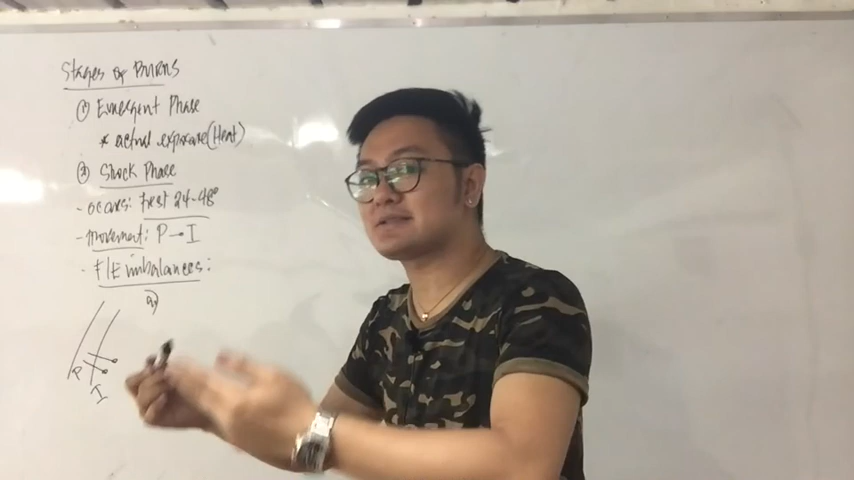 Stages of Burns
① Emergent Phase
* actual exposure (Heat)
② Shock Phase
- occurs: first 24-48°
- Movement: P → I
- F/E imbalances:
a)
P
I